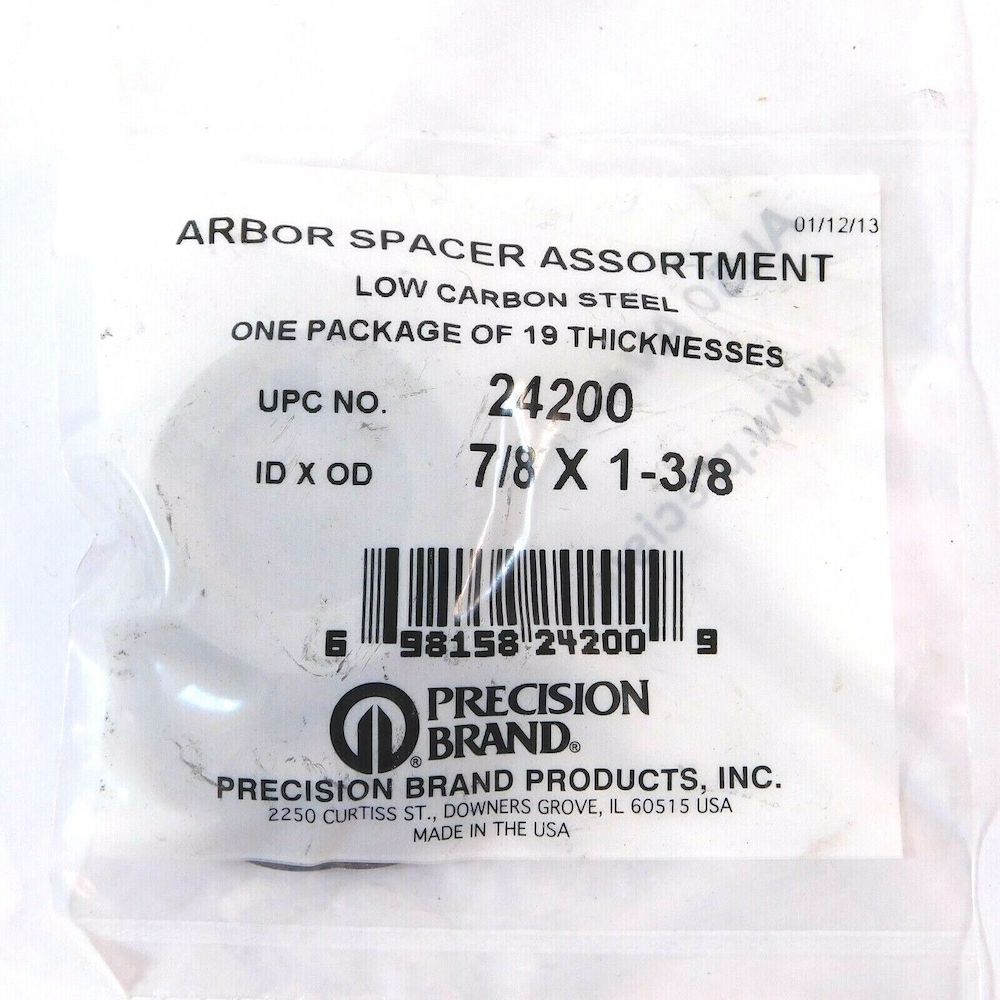 01/12/13
ARBOR SPACER ASSORTMENT
LOW CARBON STEEL
ONE PACKAGE OF 19 THICKNESSES
UPC NO. 24200
ID X OD 7/8 X 1-3/8
6 98158 24200 9
PRECISION
BRAND®
®
PRECISION BRAND PRODUCTS, INC.
2250 CURTISS ST., DOWNERS GROVE, IL 60515 USA
MADE IN THE USA